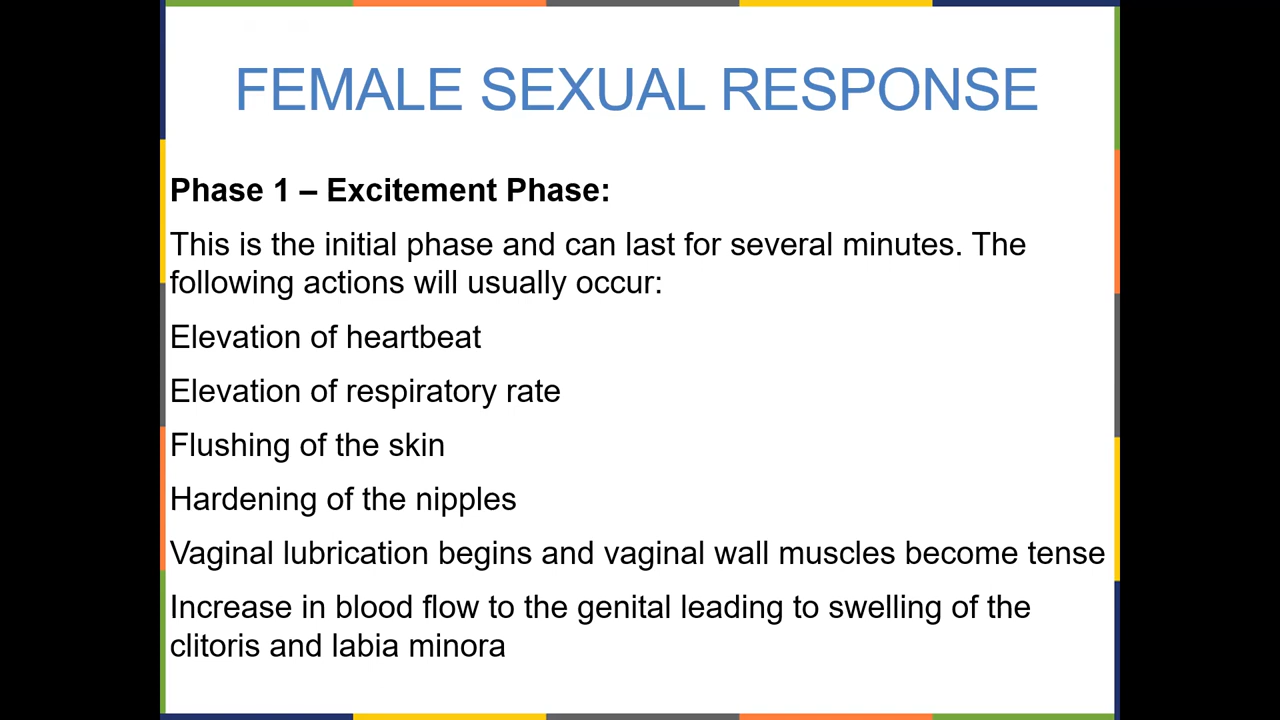 FEMALE SEXUAL RESPONSE
Phase 1 – Excitement Phase:
This is the initial phase and can last for several minutes. The
following actions will usually occur:
Elevation of heartbeat
Elevation of respiratory rate
Flushing of the skin
Hardening of the nipples
Vaginal lubrication begins and vaginal wall muscles become tense
Increase in blood flow to the genital leading to swelling of the
clitoris and labia minora